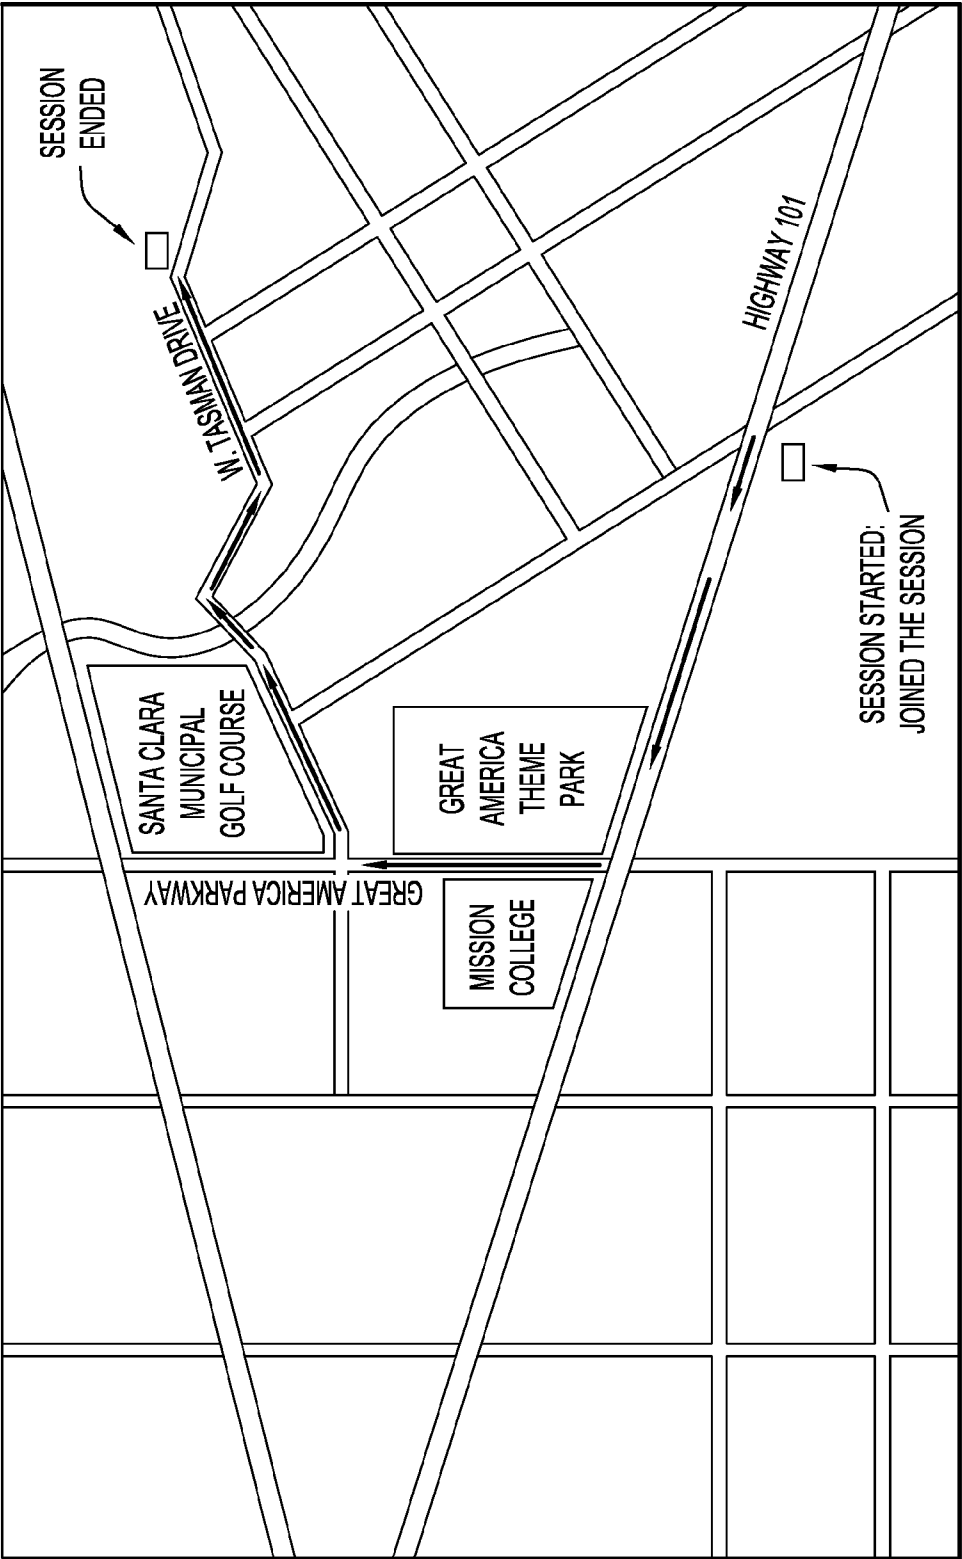 SESSION
ENDED
W. TASMAN DRIVE
HIGHWAY 101
SESSION STARTED:
JOINED THE SESSION
SANTA CLARA
MUNICIPAL
GOLF COURSE
GREAT
AMERICA
THEME
PARK
GREAT AMERICA PARKWAY
MISSION
COLLEGE